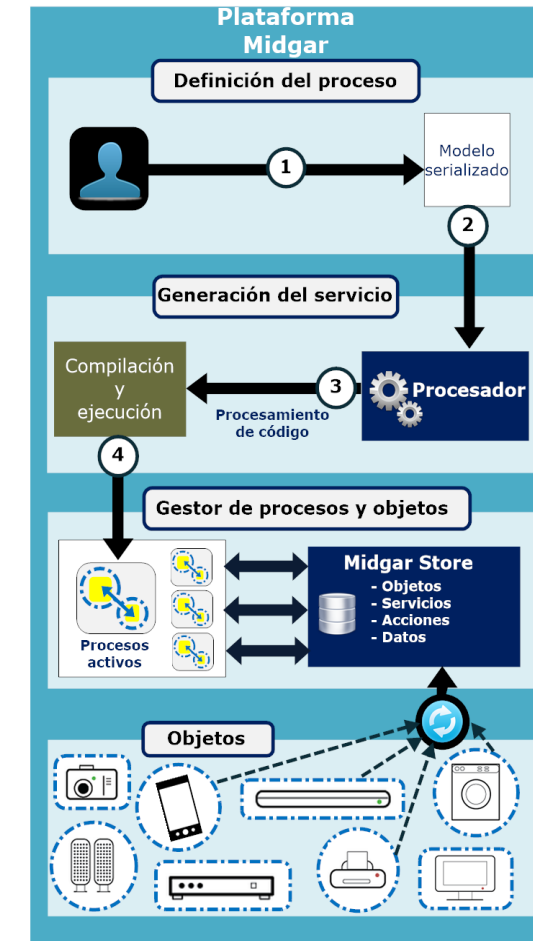 Plataforma
Midgar
Definición del proceso
1
Modelo
serializado
2
Generación del servicio
Compilación
y
ejecución
3
Procesador
Procesamiento
de código
4
Gestor de procesos y objetos
Procesos
activos
Midgar Store
- Objetos
- Servicios
- Acciones
- Datos
Objetos